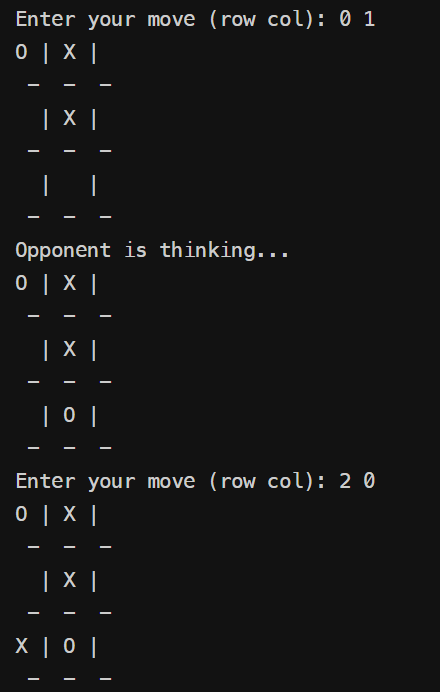 Enter your move (row col): 0 1
O | X |
 –  –  –
  | X |
 –  –  –
  |   |
 –  –  –
Opponent is thinking...
O | X |
 –  –  –
  | X |
 –  –  –
  | O |
 –  –  –
Enter your move (row col): 2 0
O | X |
 –  –  –
  | X |
 –  –  –
X | O |
 –  –  –